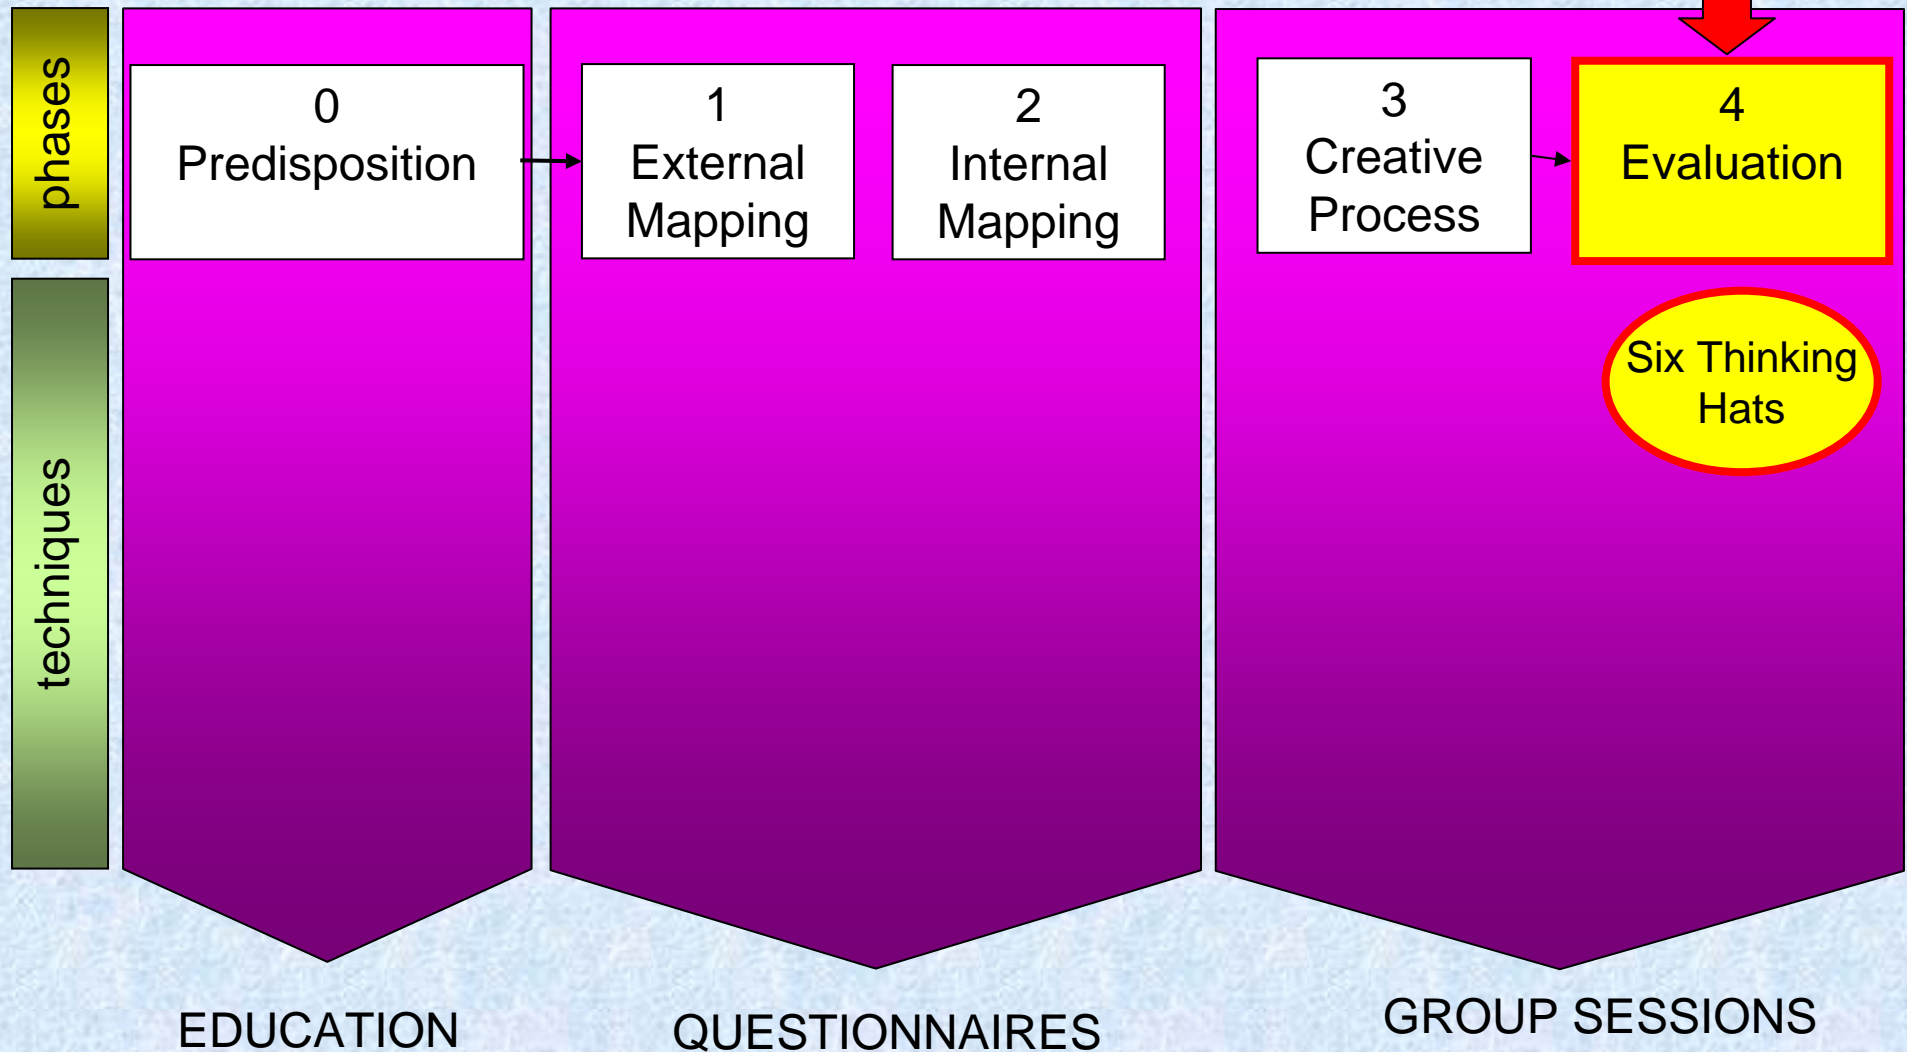 phases
0
Predisposition
1
External
Mapping
2
Internal
Mapping
3
Creative
Process
4
Evaluation
techniques
Six Thinking
Hats
EDUCATION
QUESTIONNAIRES
GROUP SESSIONS